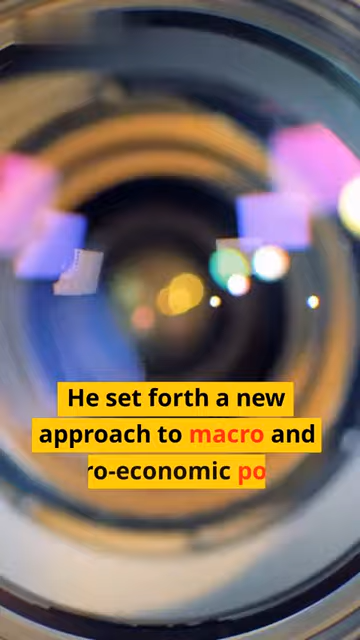 He set forth a new
approach to macro and
ro-economic po